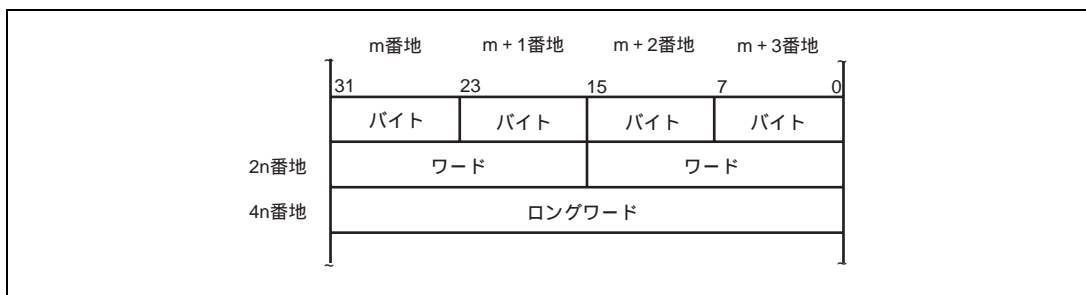 m番地 m + 1番地 m + 2番地 m + 3番地
31 23 15 7 0
バイト バイト バイト バイト
2n番地 ワード ワード
4n番地 ロングワード